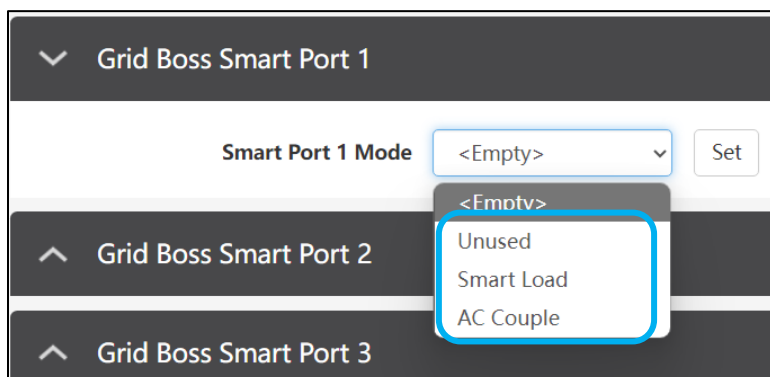 Grid Boss Smart Port 1
Smart Port 1 Mode <Empty> Set
<Empty>
Unused
Grid Boss Smart Port 2
Smart Load
AC Couple
Grid Boss Smart Port 3